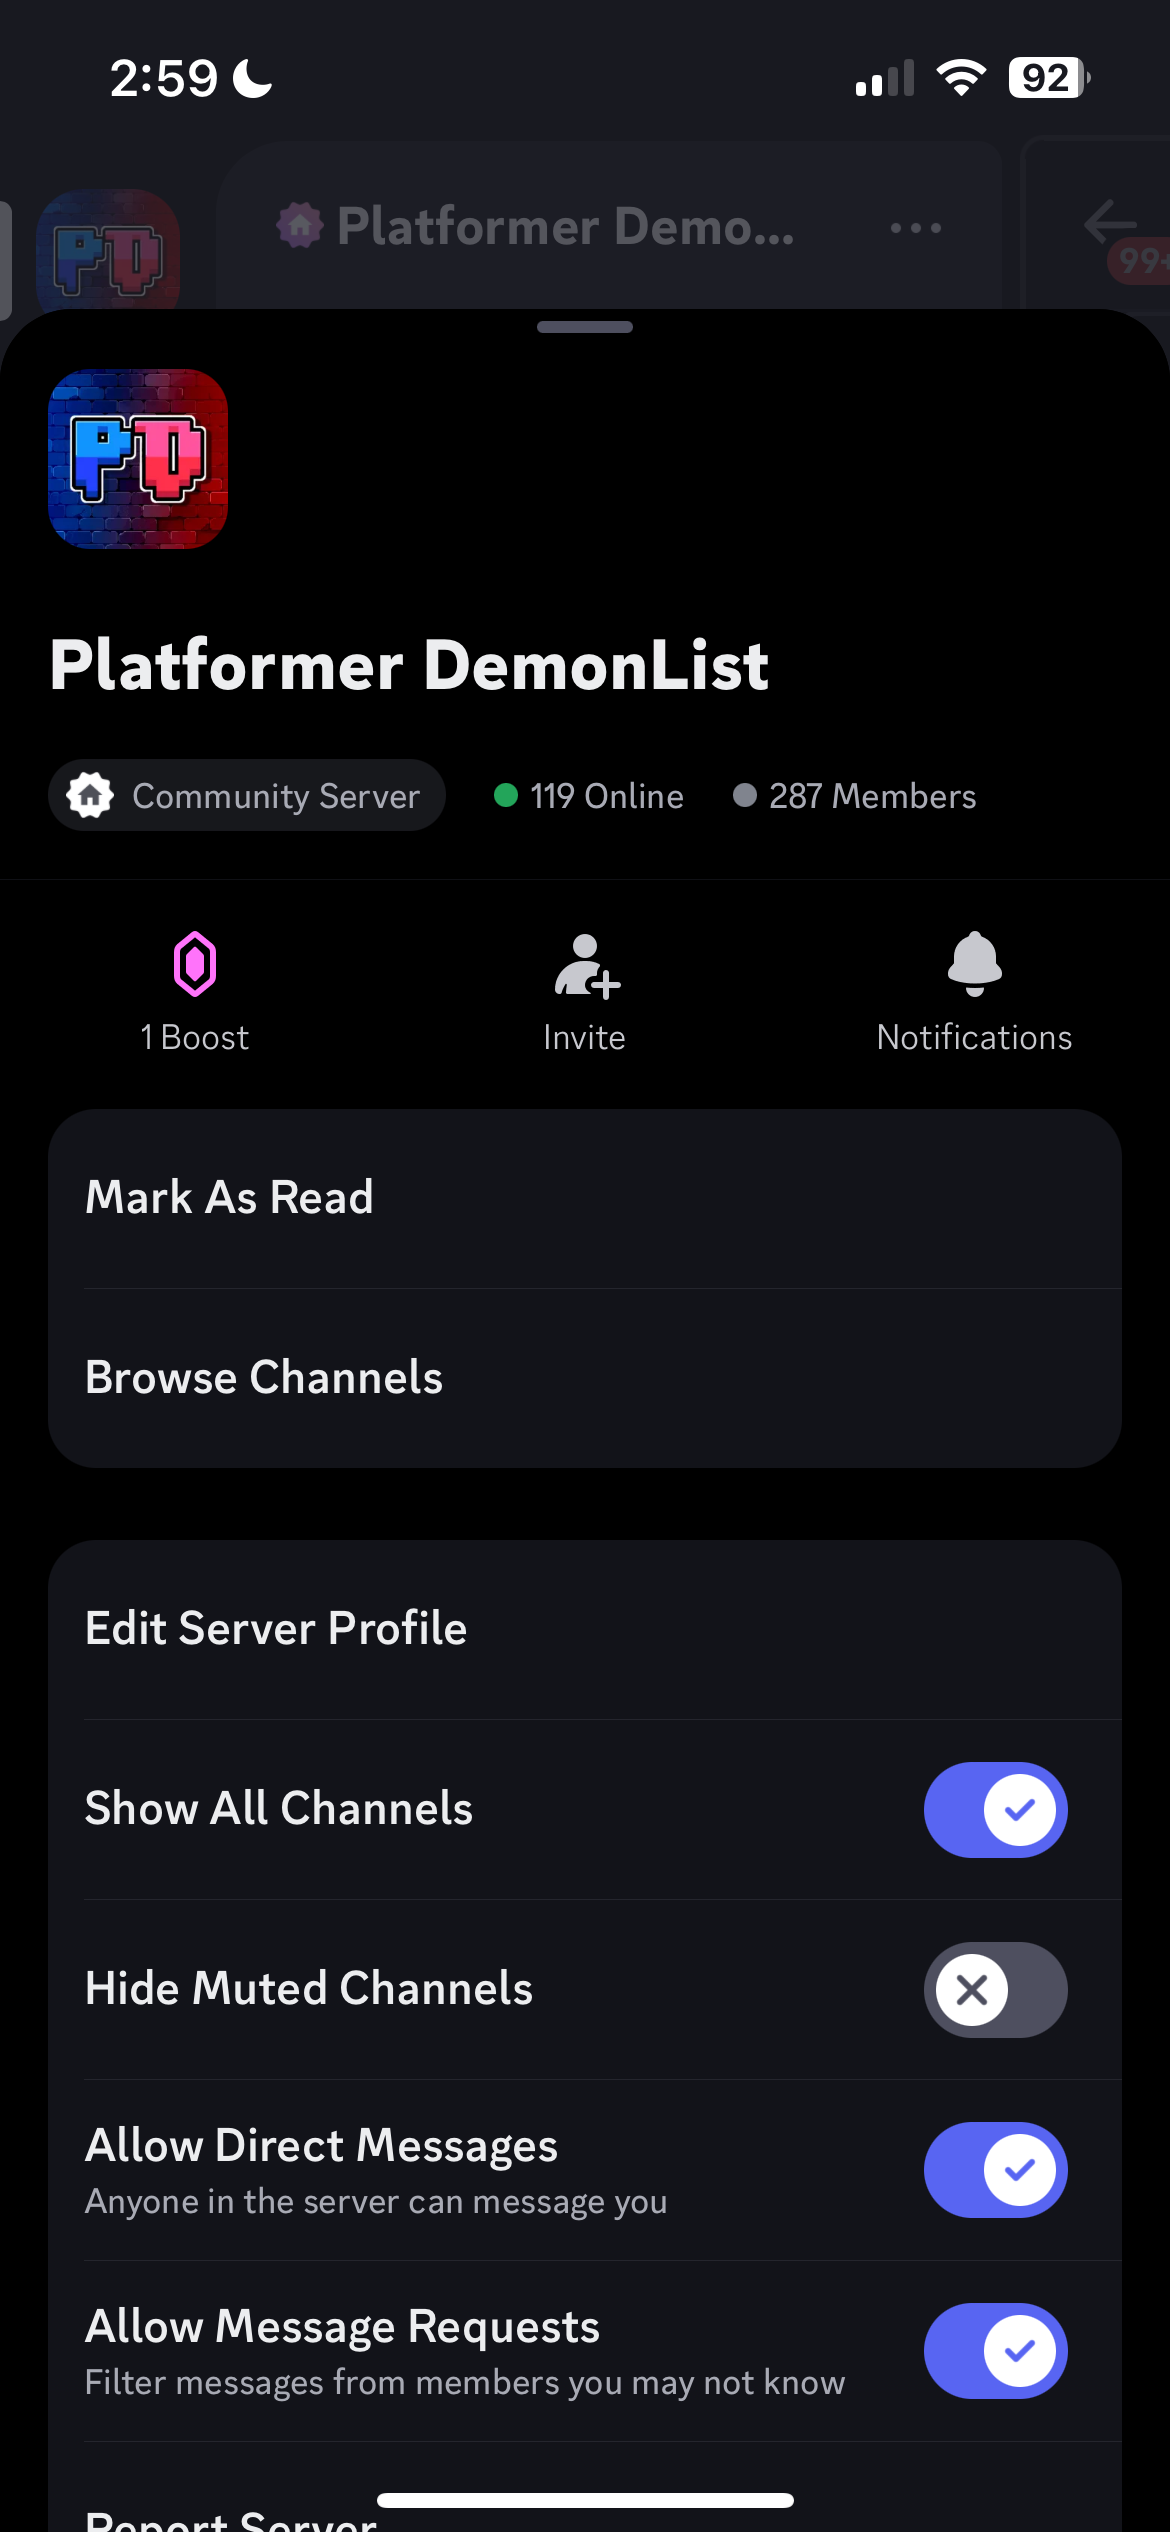 2:59
92
Platformer Demo...
99+
PD
PD
Platformer DemonList
Community Server
119 Online
287 Members
1 Boost
Invite
Notifications
Mark As Read
Browse Channels
Edit Server Profile
Show All Channels
Hide Muted Channels
Allow Direct Messages
Anyone in the server can message you
Allow Message Requests
Filter messages from members you may not know
Report Server